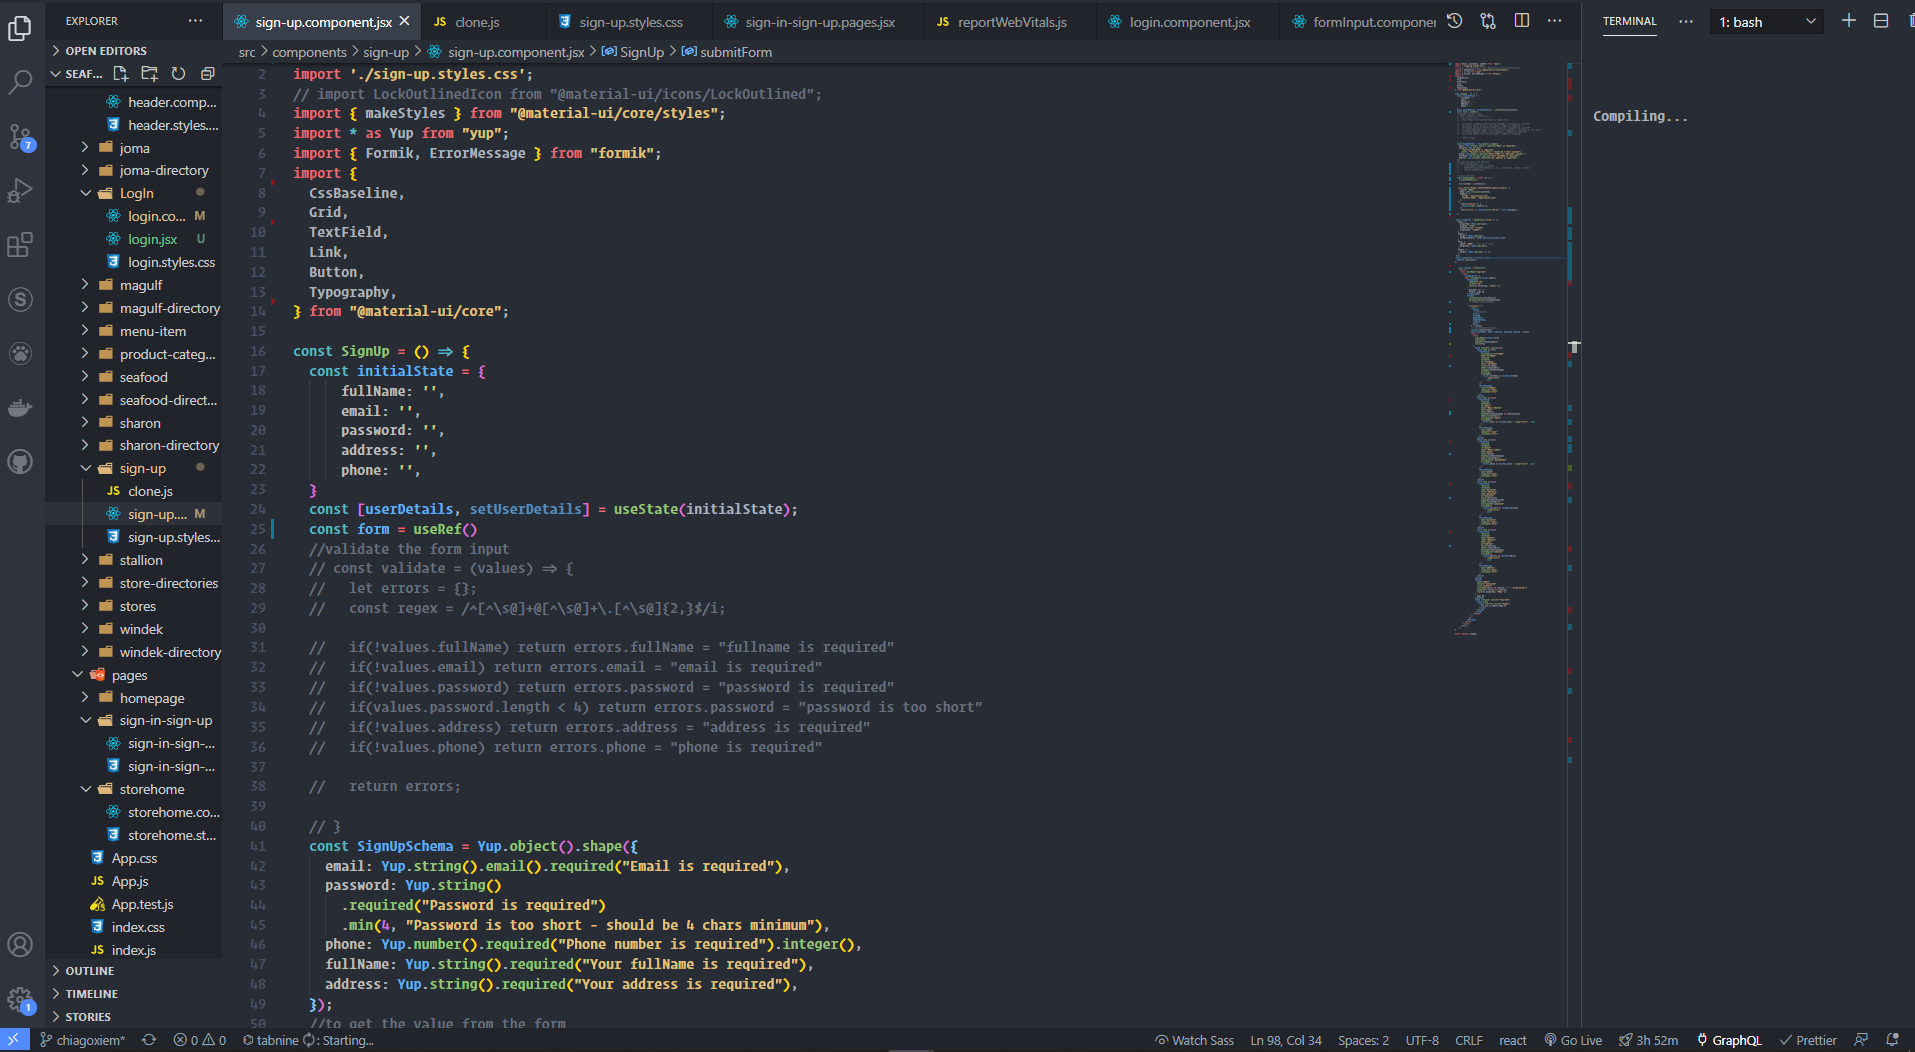 EXPLORER
sign-up.component.jsx
clone.js
sign-up.styles.css
sign-in-sign-up.pages.jsx
reportWebVitals.js
login.component.jsx
formInput.componer
TERMINAL
1: bash
OPEN EDITORS
src > components > sign-up > sign-up.component.jsx > SignUp > submitForm
SEAF...
header.comp...
header.styles....
joma
joma-directory
LogIn
login.co... M
login.jsx U
login.styles.css
magulf
magulf-directory
menu-item
product-categ...
seafood
seafood-direct...
sharon
sharon-directory
sign-up
clone.js
sign-up.... M
sign-up.styles...
stallion
store-directories
stores
windek
windek-directory
pages
homepage
sign-in-sign-up
sign-in-sign-...
sign-in-sign-...
storehome
storehome.co...
storehome.st...
App.css
App.js
App.test.js
index.css
index.js
OUTLINE
TIMELINE
STORIES
7
1
2 import './sign-up.styles.css';
3 // import LockOutlinedIcon from "@material-ui/icons/LockOutlined";
4 import { makeStyles } from "@material-ui/core/styles";
5 import * as Yup from "yup";
6 import { Formik, ErrorMessage } from "formik";
7 import {
8 CssBaseline,
9 Grid,
10 TextField,
11 Link,
12 Button,
13 Typography,
14 } from "@material-ui/core";
15
16 const SignUp = () => {
17 const initialState = {
18 fullName: '',
19 email: '',
20 password: '',
21 address: '',
22 phone: '',
23 }
24 const [userDetails, setUserDetails] = useState(initialState);
25 const form = useRef()
26 //validate the form input
27 // const validate = (values) => {
28 // let errors = {};
29 // const regex = /^[^\s@]+@[^\s@]+\.[^\s@]{2,}$/i;
30
31 // if(!values.fullName) return errors.fullName = "fullname is required"
32 // if(!values.email) return errors.email = "email is required"
33 // if(!values.password) return errors.password = "password is required"
34 // if(values.password.length < 4) return errors.password = "password is too short"
35 // if(!values.address) return errors.address = "address is required"
36 // if(!values.phone) return errors.phone = "phone is required"
37
38 // return errors;
39
40 // }
41 const SignUpSchema = Yup.object().shape({
42 email: Yup.string().email().required("Email is required"),
43 password: Yup.string()
44 .required("Password is required")
45 .min(4, "Password is too short - should be 4 chars minimum"),
46 phone: Yup.number().required("Phone number is required").integer(),
47 fullName: Yup.string().required("Your fullName is required"),
48 address: Yup.string().required("Your address is required"),
49 });
50 //to get the value from the form
Compiling...
chiagoxiem* 0 0 tabnine : Starting...
Watch Sass Ln 98, Col 34 Spaces: 2 UTF-8 CRLF react Go Live 3h 52m GraphQL Prettier